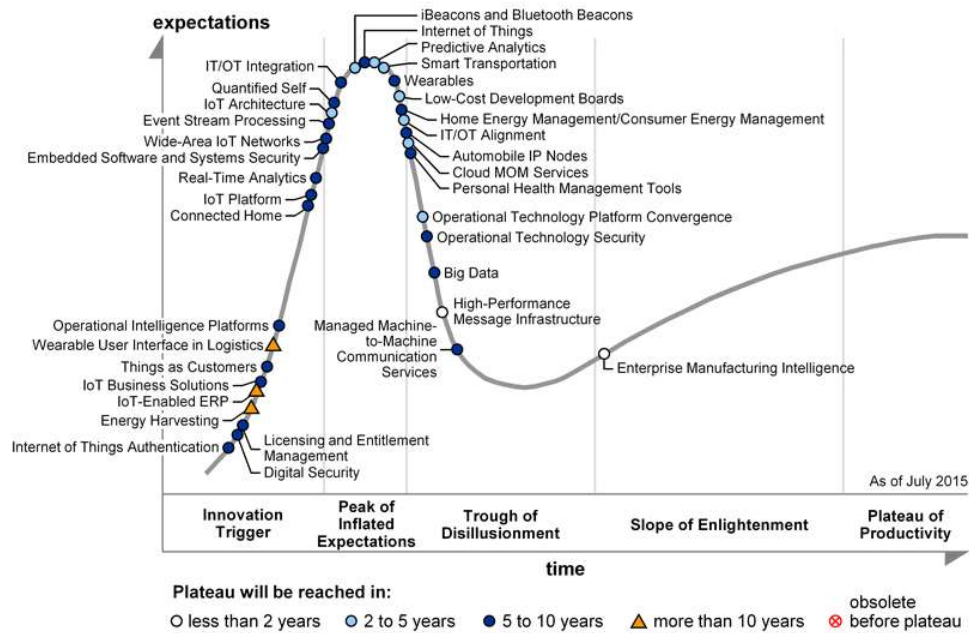 expectations
iBeacons and Bluetooth Beacons
Internet of Things
Predictive Analytics
Smart Transportation
Wearables
Low-Cost Development Boards
Home Energy Management/Consumer Energy Management
IT/OT Alignment
Automobile IP Nodes
Cloud MOM Services
Personal Health Management Tools
Operational Technology Platform Convergence
Operational Technology Security
Big Data
High-Performance
Message Infrastructure
Managed Machine-
to-Machine
Communication
Services
Enterprise Manufacturing Intelligence
IT/OT Integration
Quantified Self
IoT Architecture
Event Stream Processing
Wide-Area IoT Networks
Embedded Software and Systems Security
Real-Time Analytics
IoT Platform
Connected Home
Operational Intelligence Platforms
Wearable User Interface in Logistics
Things as Customers
IoT Business Solutions
IoT-Enabled ERP
Energy Harvesting
Internet of Things Authentication
Licensing and Entitlement
Management
Digital Security
As of July 2015
Innovation
Trigger
Peak of
Inflated
Expectations
Trough of
Disillusionment
Slope of Enlightenment
Plateau of
Productivity
time
Plateau will be reached in:
less than 2 years
2 to 5 years
5 to 10 years
more than 10 years
obsolete
before plateau